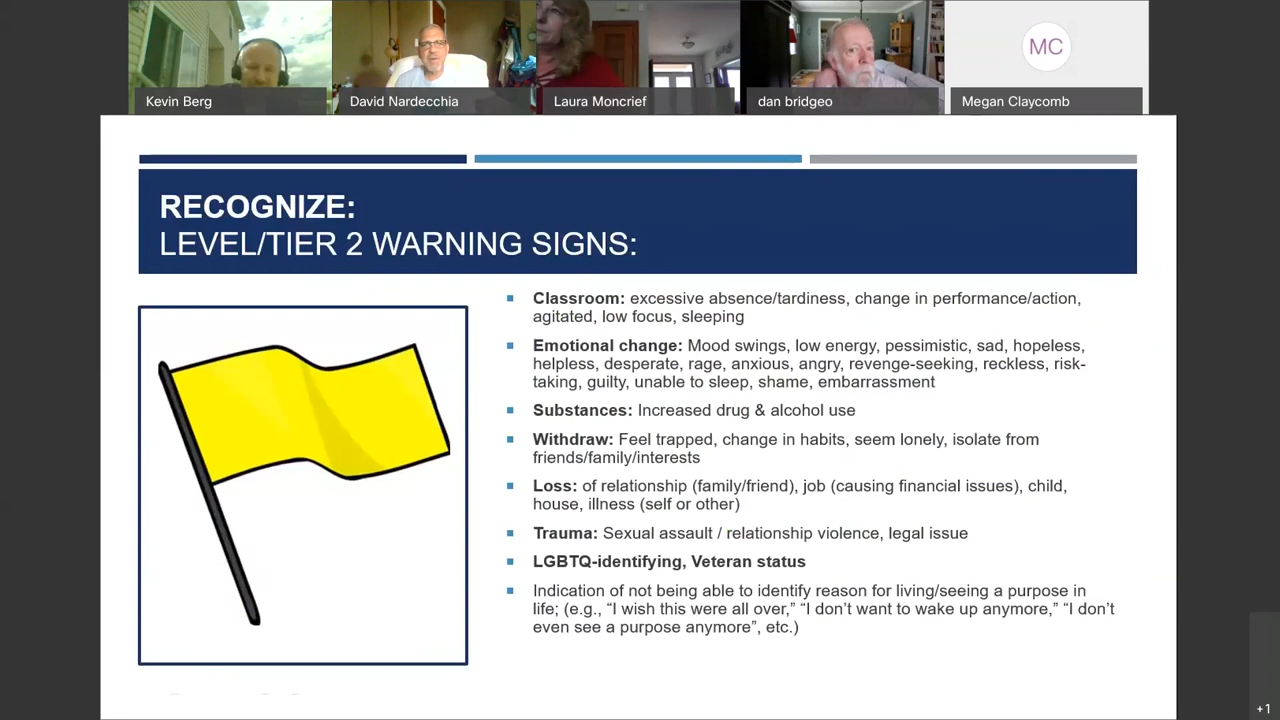 MC
Kevin Berg
David Nardecchia
Laura Moncrief
dan bridgeo
Megan Claycomb
RECOGNIZE:
LEVEL/TIER 2 WARNING SIGNS:
Classroom: excessive absence/tardiness, change in performance/action,
agitated, low focus, sleeping
Emotional change: Mood swings, low energy, pessimistic, sad, hopeless,
helpless, desperate, rage, anxious, angry, revenge-seeking, reckless, risk-
taking, guilty, unable to sleep, shame, embarrassment
Substances: Increased drug & alcohol use
Withdraw: Feel trapped, change in habits, seem lonely, isolate from
friends/family/interests
Loss: of relationship (family/friend), job (causing financial issues), child,
house, illness (self or other)
Trauma: Sexual assault / relationship violence, legal issue
LGBTQ-identifying, Veteran status
Indication of not being able to identify reason for living/seeing a purpose in
life; (e.g., “I wish this were all over,” “I don’t want to wake up anymore,” “I don’t
even see a purpose anymore”, etc.)
+1